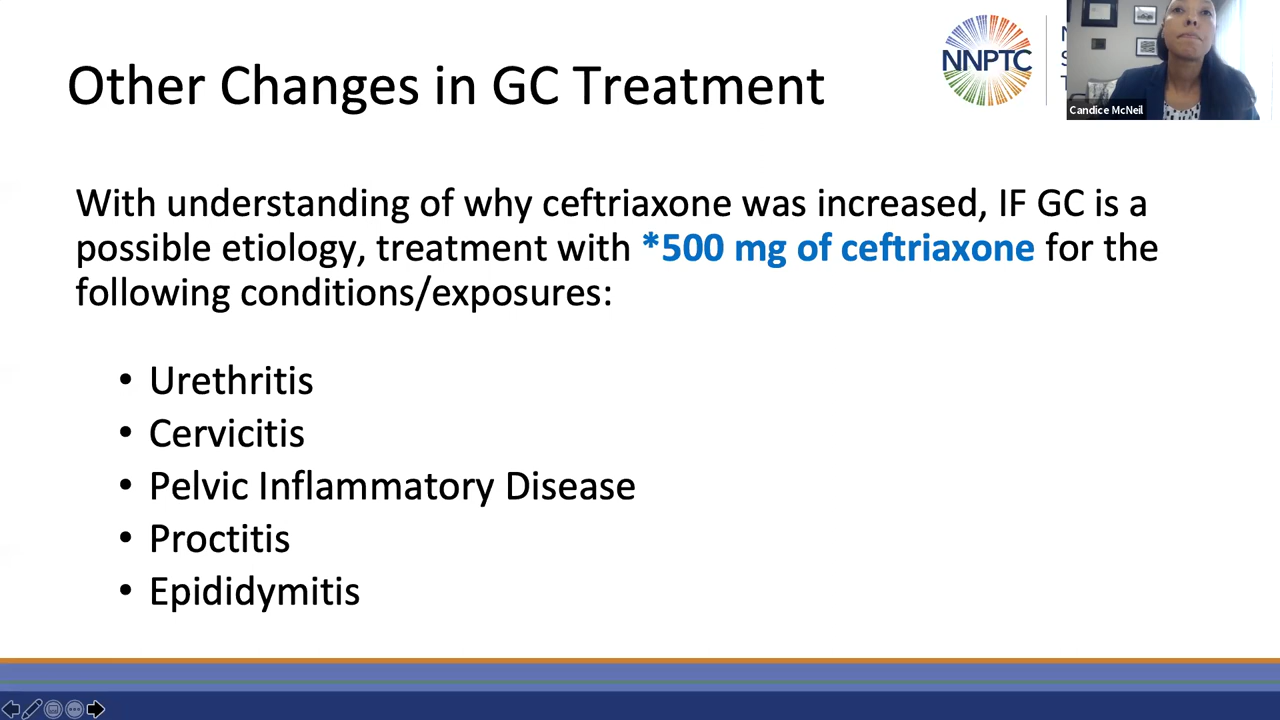 Other Changes in GC Treatment
NNPTC
Candice McNeil
With understanding of why ceftriaxone was increased, IF GC is a
possible etiology, treatment with *500 mg of ceftriaxone for the
following conditions/exposures:
• Urethritis
• Cervicitis
• Pelvic Inflammatory Disease
• Proctitis
• Epididymitis